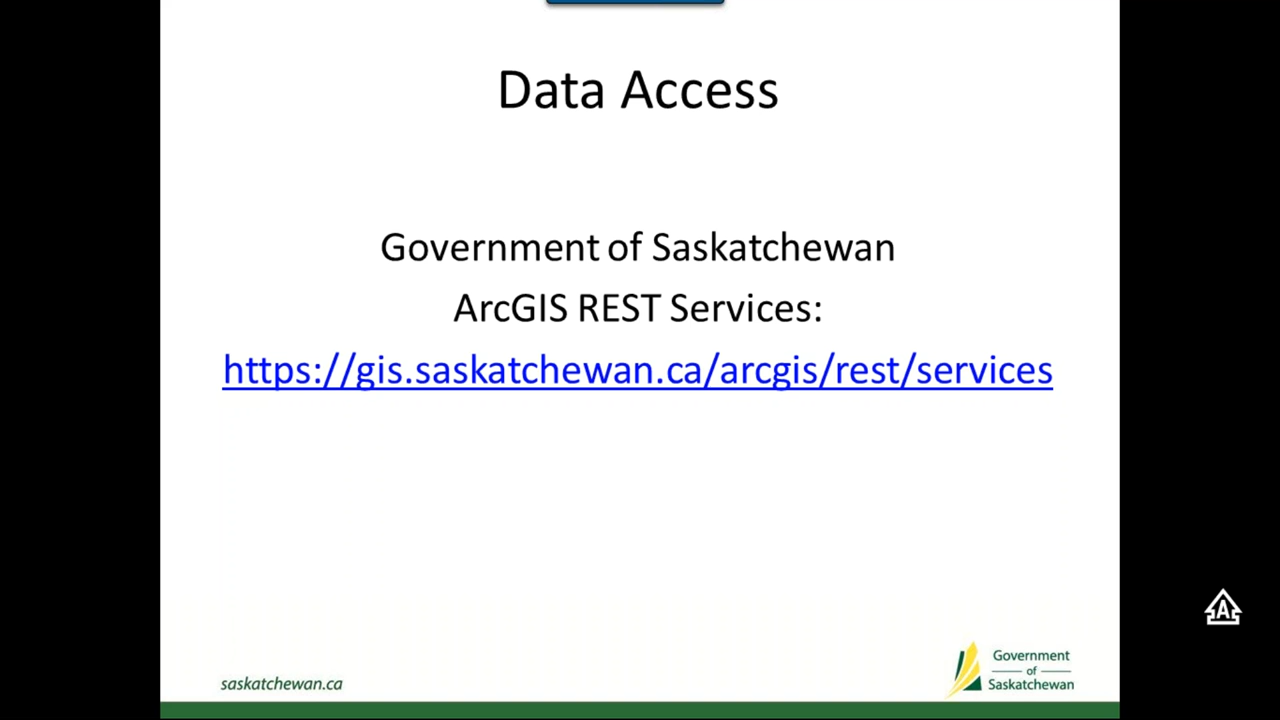 Data Access
Government of Saskatchewan
ArcGIS REST Services:
https://gis.saskatchewan.ca/arcgis/rest/services
saskatchewan.ca
Government
of
Saskatchewan
A